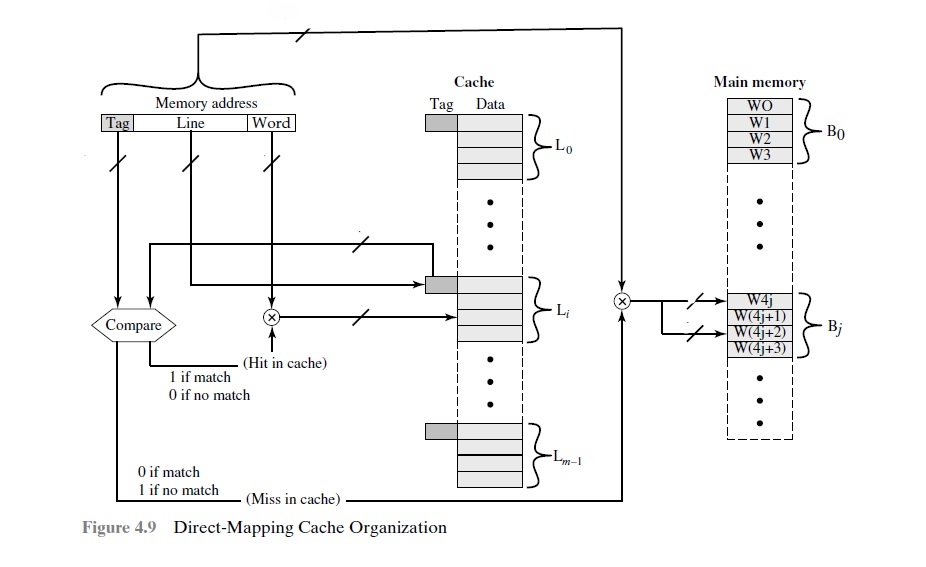 Cache
Main memory
Memory address
Tag Data
Tag Line Word
WO
W1
W2
W3
B0
L0
W4j
W(4j+1)
W(4j+2)
W(4j+3)
Bj
Li
Compare
(Hit in cache)
1 if match
0 if no match
Lm–1
0 if match
1 if no match
(Miss in cache)
Figure 4.9 Direct-Mapping Cache Organization